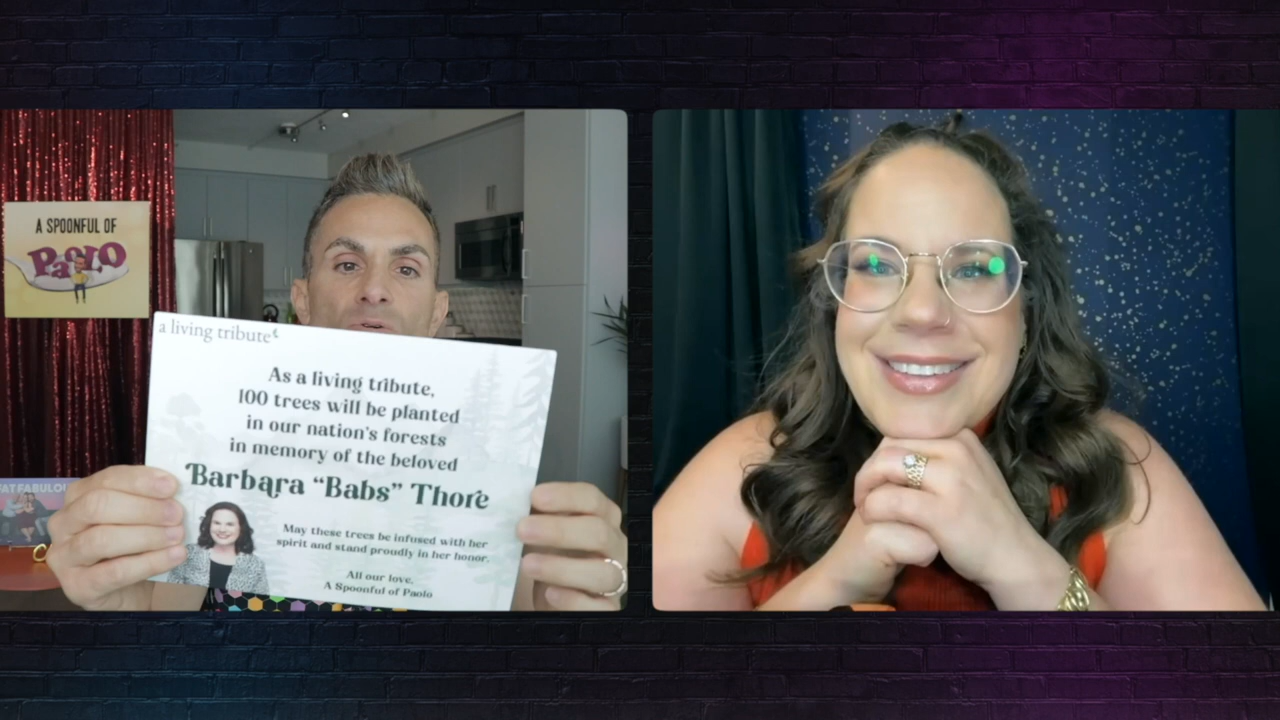 A SPOONFUL OF
PaOLO
FAT FABULOU
a living tribute
As a living tribute,
100 trees will be planted
in our nation's forests
in memory of the beloved
Barbara “Babs” Thore
May these trees be infused with her
spirit and stand proudly in her honor.
All our love,
A Spoonful of Paolo